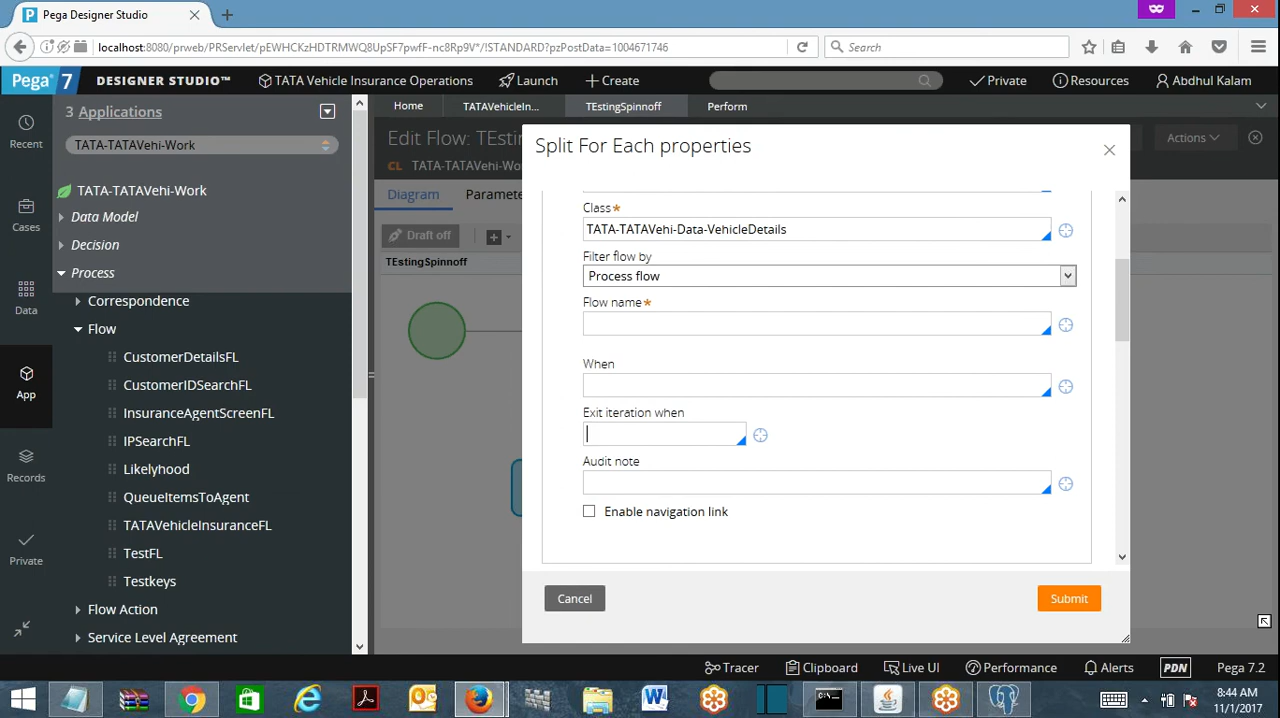 Pega Designer Studio
localhost:8080/prweb/PRServlet/pEWHCKzHDTRMWQ8UpSF7pwfF-nc8Rp9V*/!STANDARD?pzPostData=1004671746
Search
Pega 7 DESIGNER STUDIO™ TATA Vehicle Insurance Operations Launch Create Private Resources Abdhul Kalam
3 Applications
Home TATAVehicleIn... TEstingSpinnoff Perform
TATA-TATAVehi-Work
Edit Flow: TEstin
Actions
CL TATA-TATAVehi-Wo
Diagram Paramete
Draft off
TEstingSpinnoff
Recent
Cases
Data
App
Records
Private
TATA-TATAVehi-Work
Data Model
Decision
Process
Correspondence
Flow
CustomerDetailsFL
CustomerIDSearchFL
InsuranceAgentScreenFL
IPSearchFL
Likelyhood
QueueItemsToAgent
TATAVehicleInsuranceFL
TestFL
Testkeys
Flow Action
Service Level Agreement
Split For Each properties
Class*
TATA-TATAVehi-Data-VehicleDetails
Filter flow by
Process flow
Flow name*
When
Exit iteration when
Audit note
Enable navigation link
Cancel
Submit
Tracer Clipboard Live UI Performance Alerts PDN Pega 7.2
8:44 AM
11/1/2017